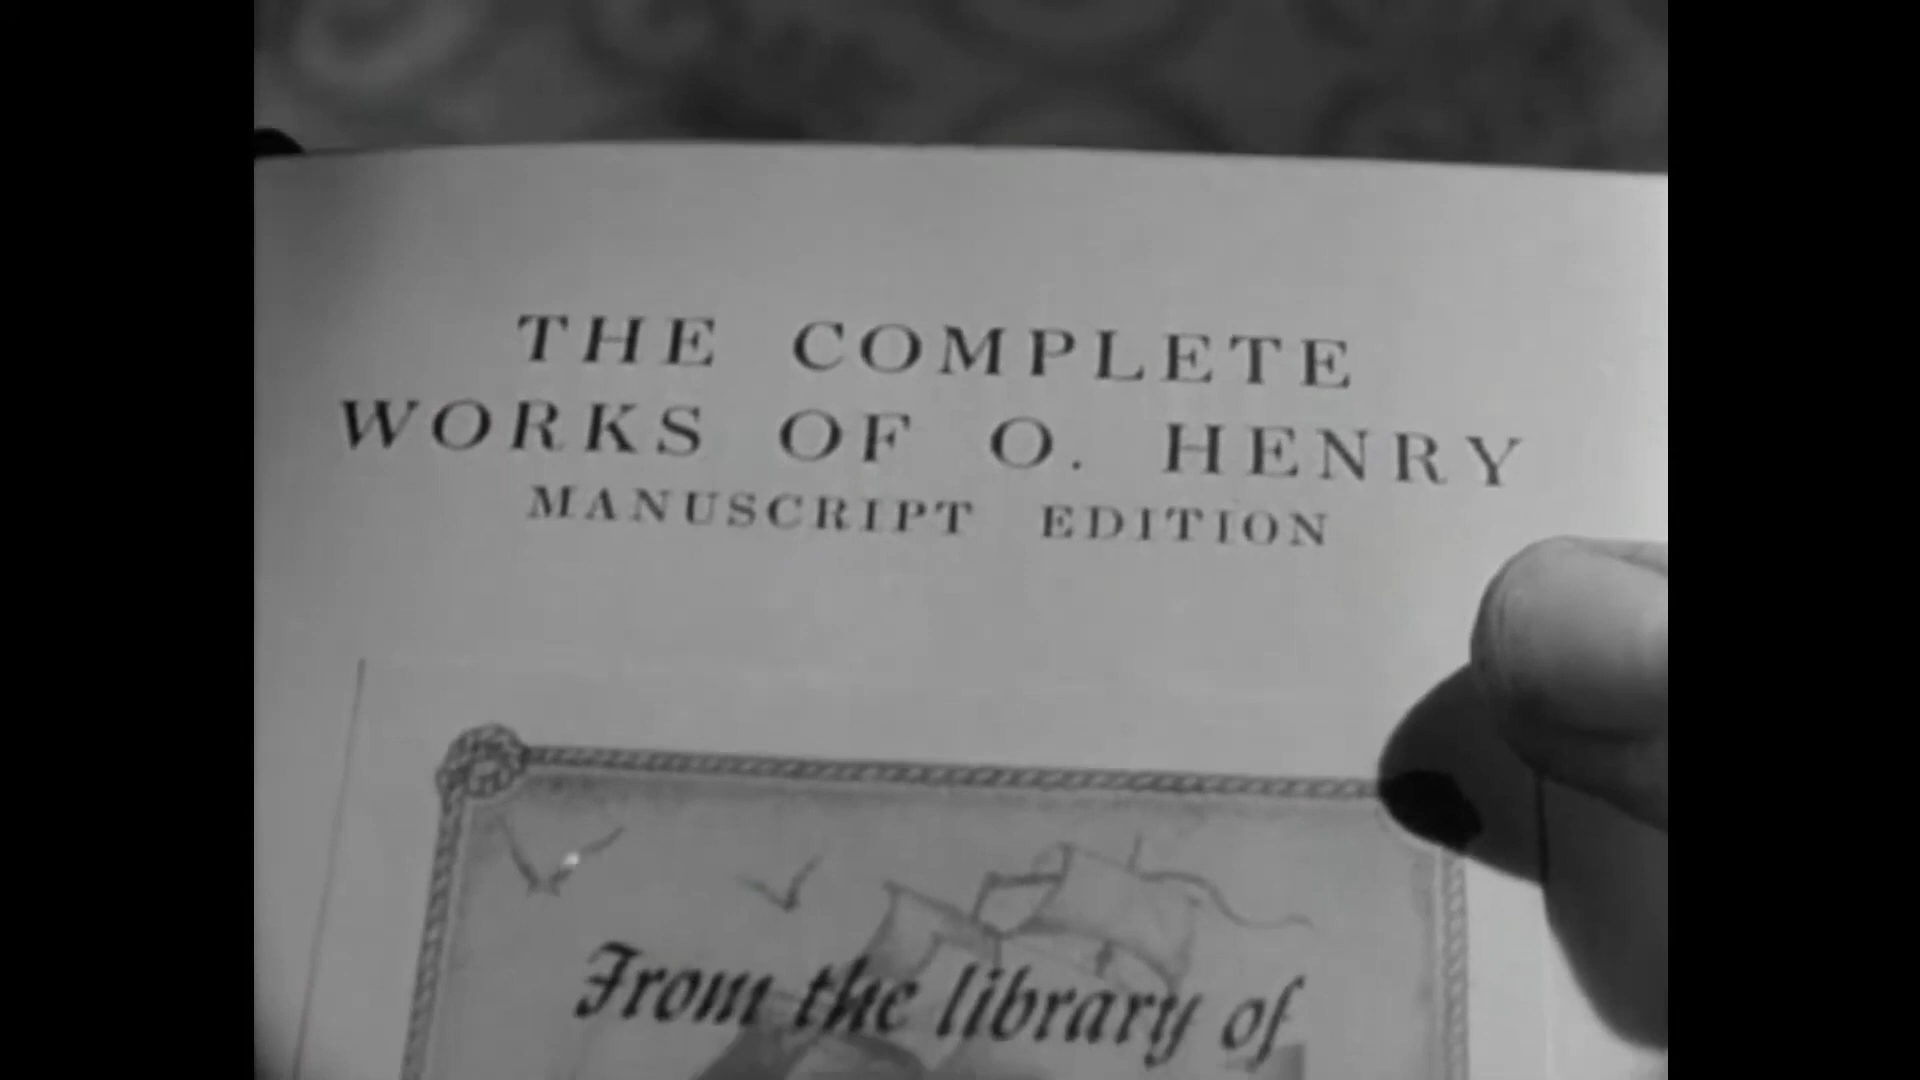 THE COMPLETE
WORKS OF O. HENRY
MANUSCRIPT EDITION
From the library of